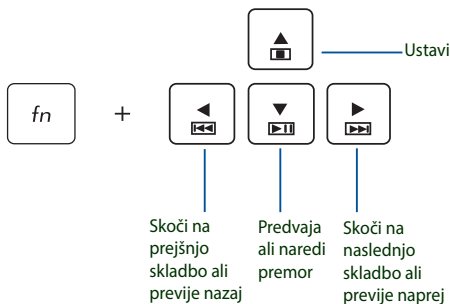 Ustavi
fn +
Skoči na
prejšnjo
skladbo ali
previje nazaj
Predvaja
ali naredi
premor
Skoči na
naslednjo
skladbo ali
previje naprej